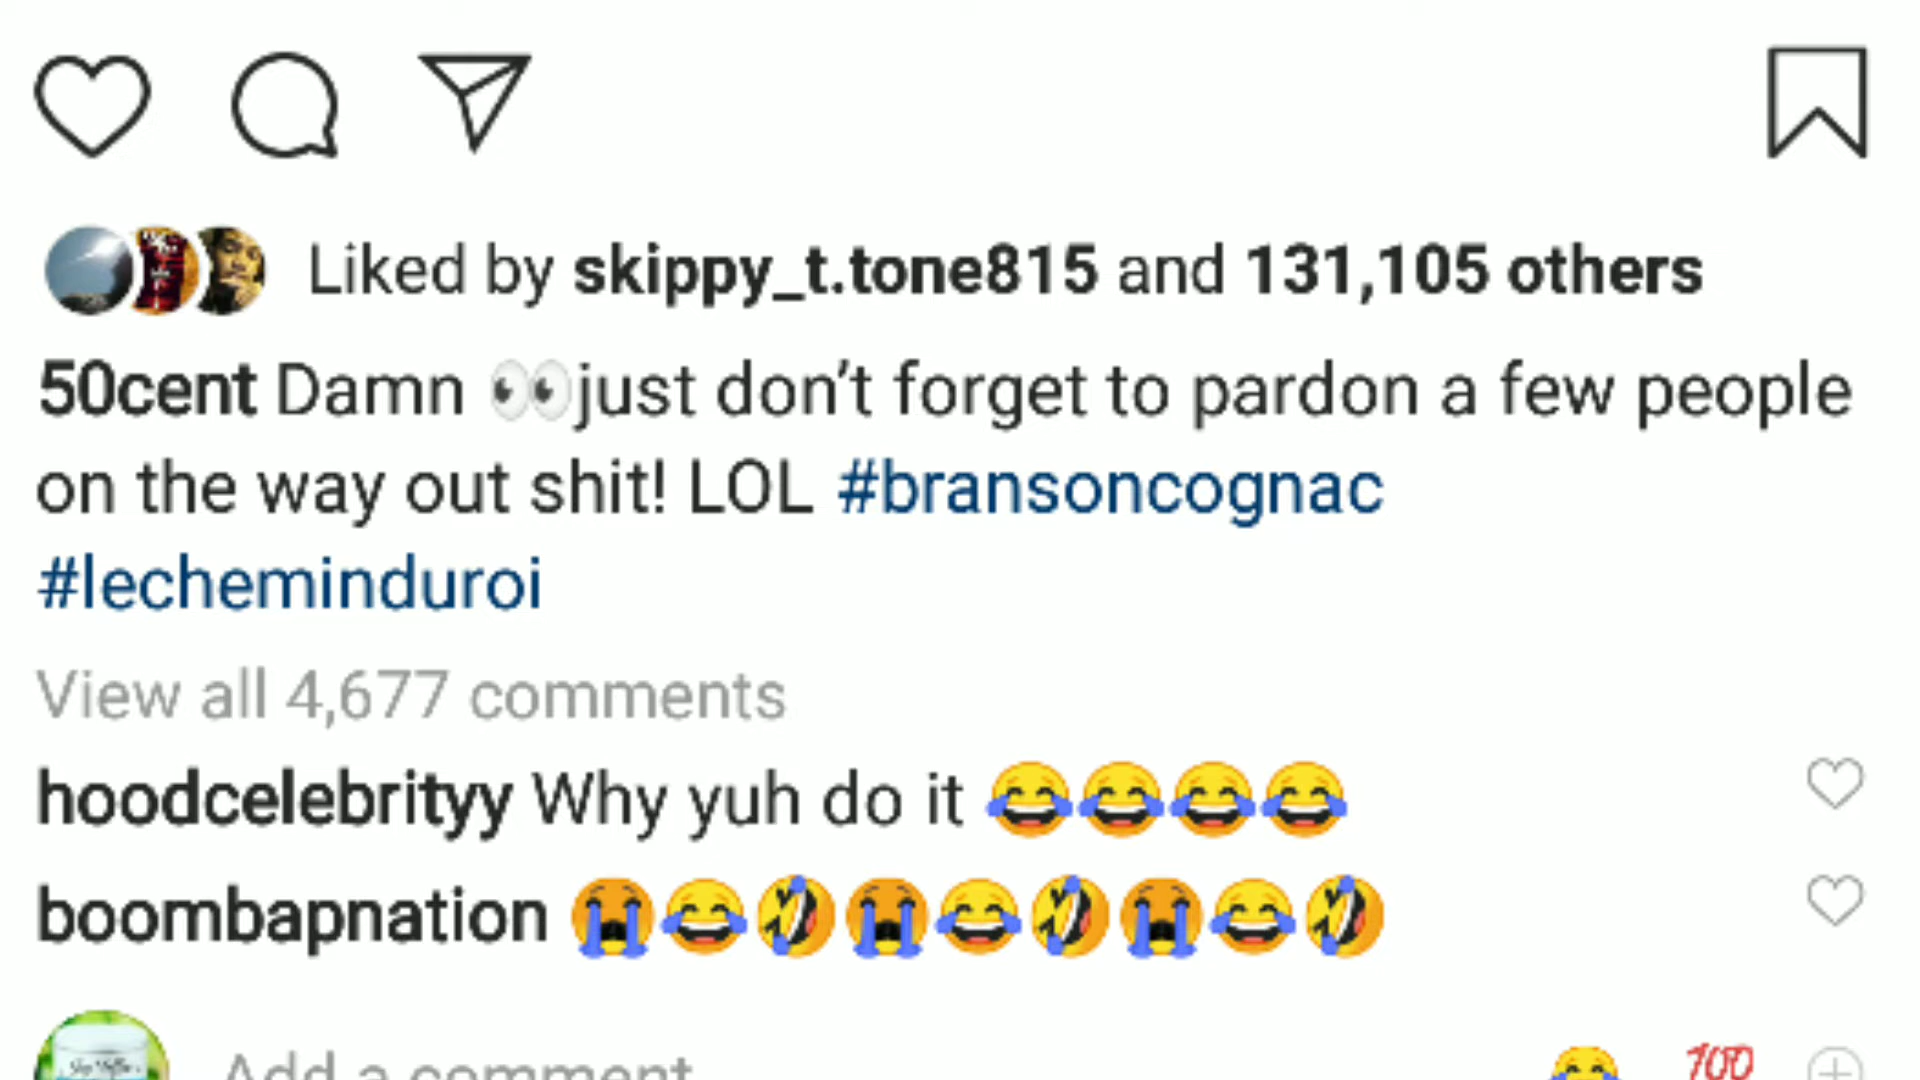 Liked by skippy_t.tone815 and 131,105 others
50cent Damn 👀just don’t forget to pardon a few people
on the way out shit! LOL #bransoncognac
#lecheminduroi
View all 4,677 comments
hoodcelebrityy Why yuh do it 😂😂😂😂
boombapnation 😭😂🤣😭😂🤣😭😂🤣
Add a comment
😂 💯